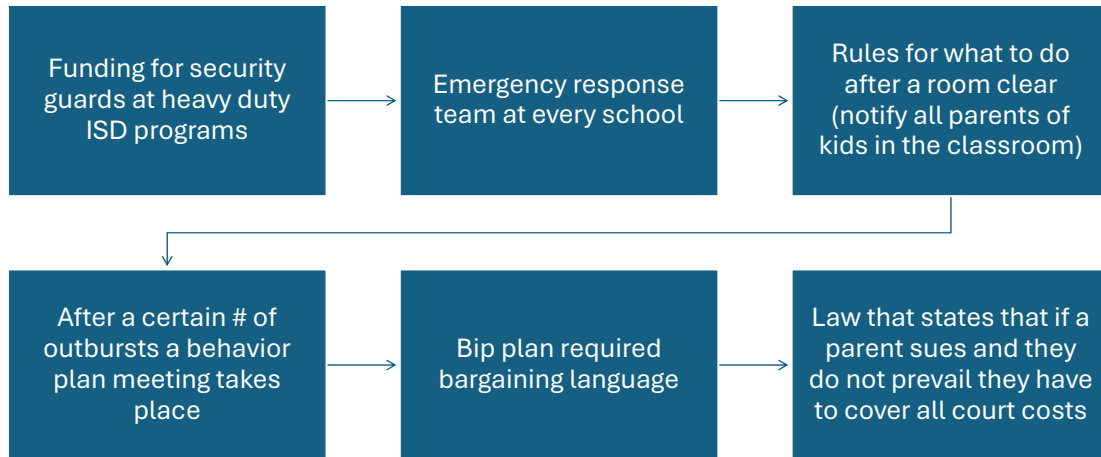 Funding for security
guards at heavy duty
ISD programs
Emergency response
team at every school
Rules for what to do
after a room clear
(notify all parents of
kids in the classroom)
After a certain # of
outbursts a behavior
plan meeting takes
place
Bip plan required
bargaining language
Law that states that if a
parent sues and they
do not prevail they have
to cover all court costs